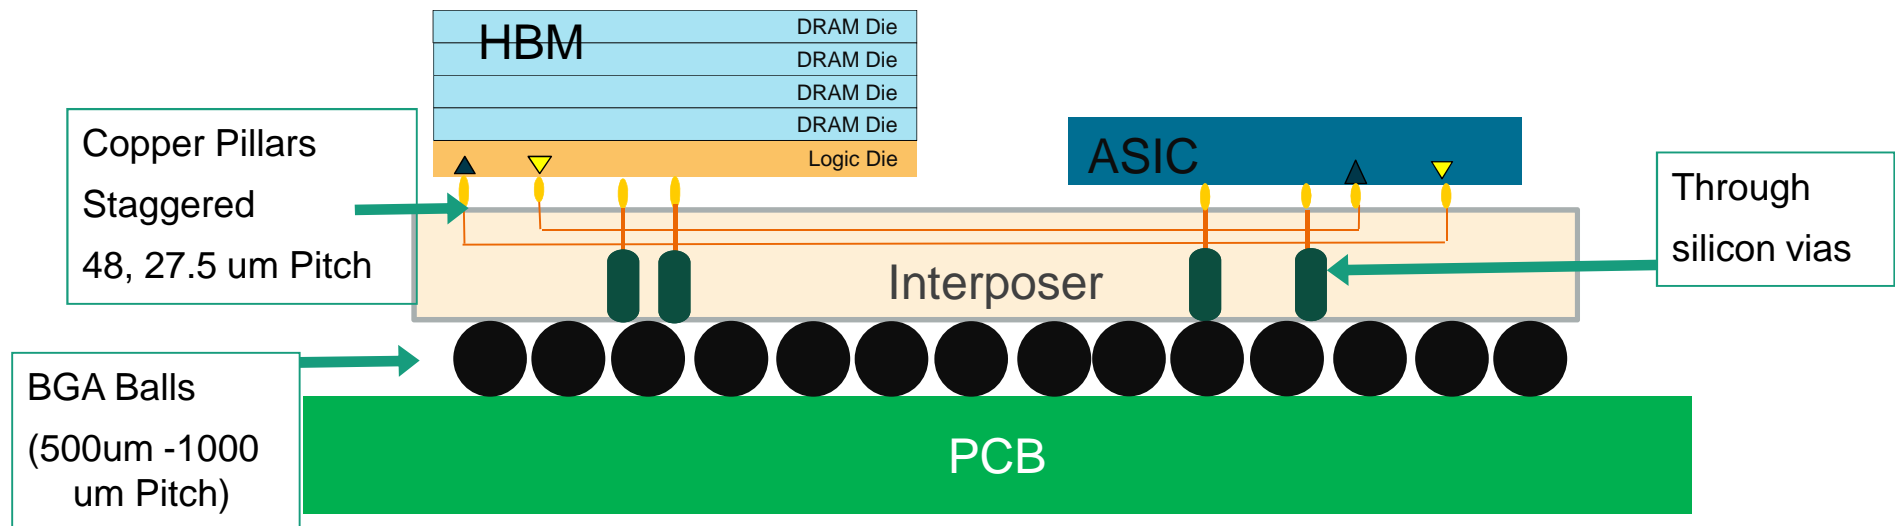 HBM
DRAM Die
DRAM Die
DRAM Die
DRAM Die
Logic Die
ASIC
Copper Pillars
Staggered
48, 27.5 um Pitch
Through
silicon vias
Interposer
BGA Balls
(500um -1000
um Pitch)
PCB